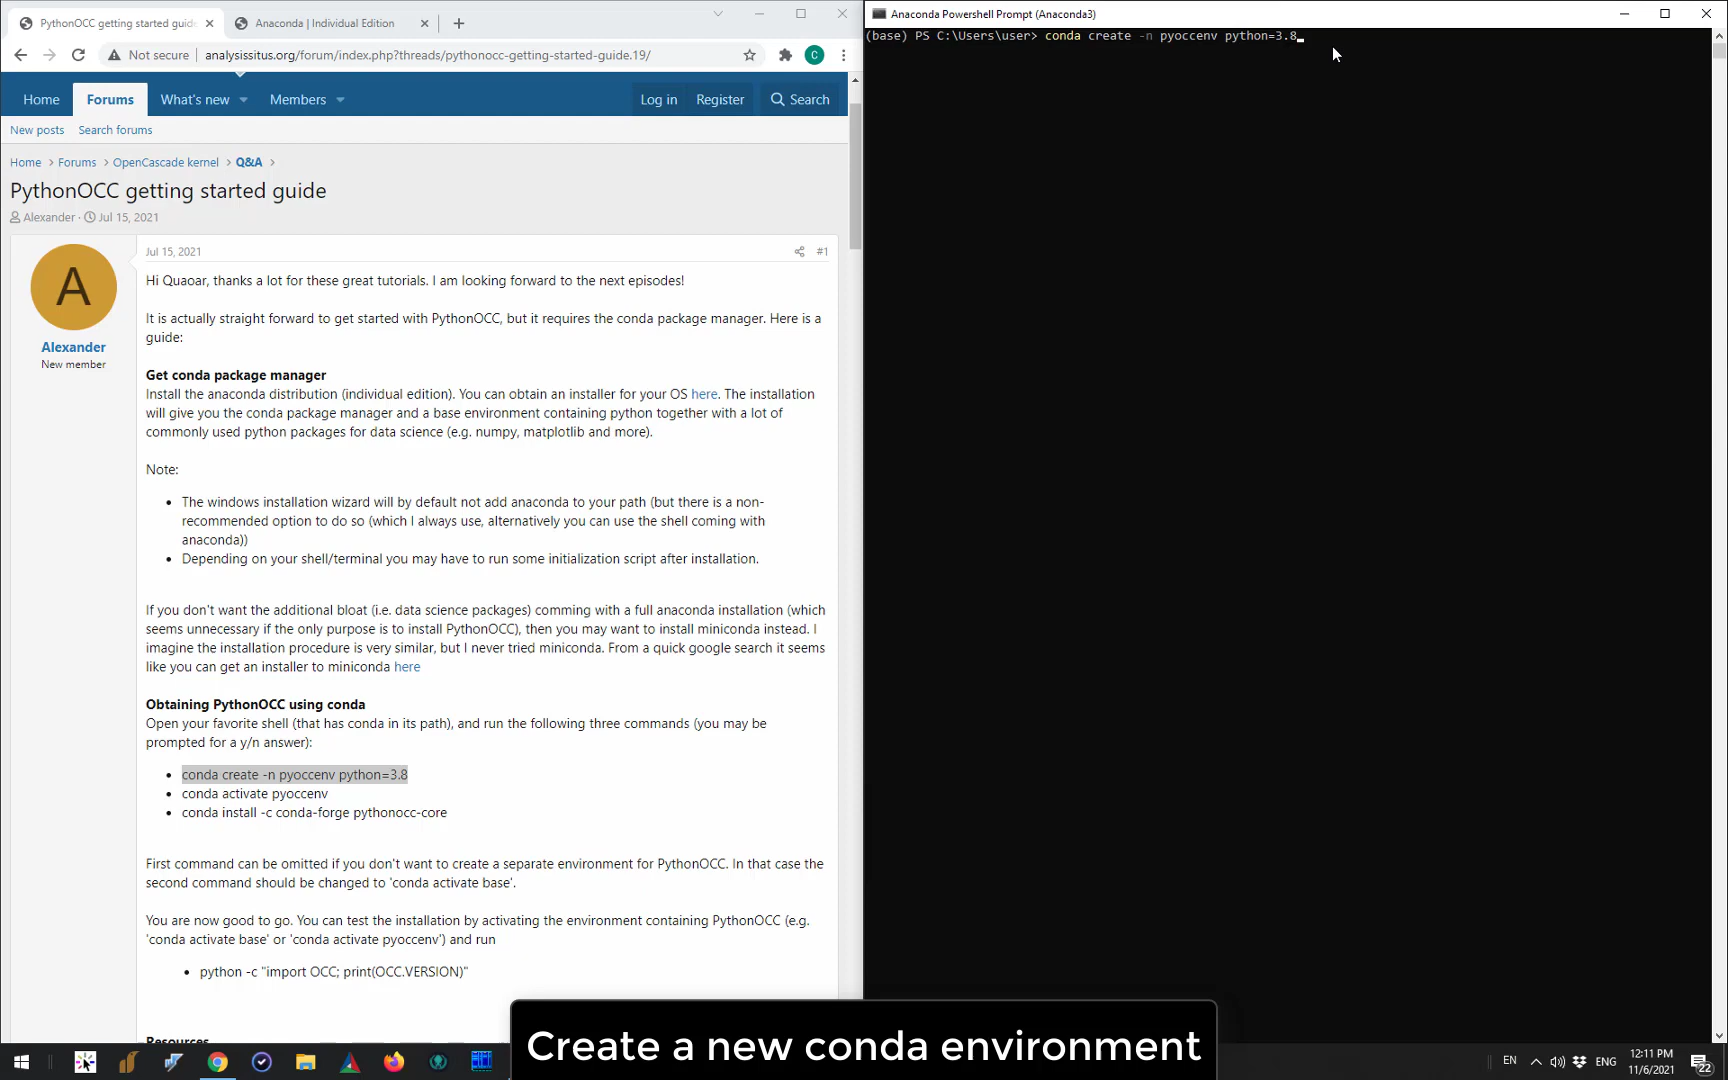 PythonOCC getting started guide
Anaconda | Individual Edition
Not secure
analysissitus.org/forum/index.php?threads/pythonocc-getting-started-guide.19/
C
Home
Forums
What's new
Members
Log in
Register
Search
New posts
Search forums
Home
Forums
OpenCascade kernel
Q&A
PythonOCC getting started guide
Alexander · Jul 15, 2021
A
Alexander
New member
Jul 15, 2021
#1
Hi Quaoar, thanks a lot for these great tutorials. I am looking forward to the next episodes!
It is actually straight forward to get started with PythonOCC, but it requires the conda package manager. Here is a
guide:
Get conda package manager
Install the anaconda distribution (individual edition). You can obtain an installer for your OS here. The installation
will give you the conda package manager and a base environment containing python together with a lot of
commonly used python packages for data science (e.g. numpy, matplotlib and more).
Note:
• The windows installation wizard will by default not add anaconda to your path (but there is a non-
recommended option to do so (which I always use, alternatively you can use the shell coming with
anaconda))
• Depending on your shell/terminal you may have to run some initialization script after installation.
If you don't want the additional bloat (i.e. data science packages) comming with a full anaconda installation (which
seems unnecessary if the only purpose is to install PythonOCC), then you may want to install miniconda instead. I
imagine the installation procedure is very similar, but I never tried miniconda. From a quick google search it seems
like you can get an installer to miniconda here
Obtaining PythonOCC using conda
Open your favorite shell (that has conda in its path), and run the following three commands (you may be
prompted for a y/n answer):
• conda create -n pyoccenv python=3.8
• conda activate pyoccenv
• conda install -c conda-forge pythonocc-core
First command can be omitted if you don't want to create a separate environment for PythonOCC. In that case the
second command should be changed to 'conda activate base'.
You are now good to go. You can test the installation by activating the environment containing PythonOCC (e.g.
'conda activate base' or 'conda activate pyoccenv') and run
• python -c "import OCC; print(OCC.VERSION)"
Resources
Anaconda Powershell Prompt (Anaconda3)
(base) PS C:\Users\user> conda create -n pyoccenv python=3.8
Create a new conda environment
EN
ENG
12:11 PM
11/6/2021
22